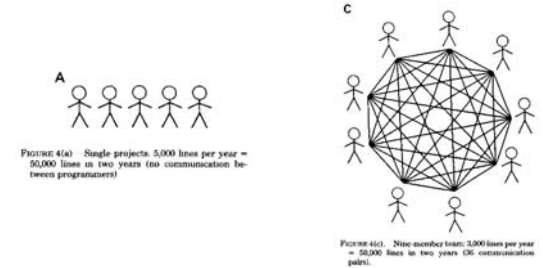 A
FIGURE 4(a) Single projects. 5,000 lines per year =
50,000 lines in two years (no communication be-
tween programmers)
C
FIGURE 4(c). Nine-member team: 3,000 lines per year
= 50,000 lines in two years (36 communication
pairs).